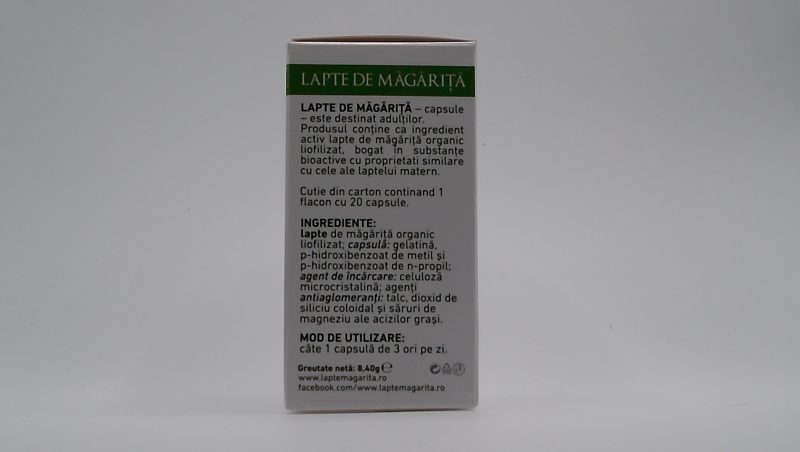 LAPTE DE MĂGĂRIȚĂ
LAPTE DE MĂGĂRIȚĂ – capsule
– este destinat adulților.
Produsul conține ca ingredient
activ lapte de măgăriță organic
liofilizat, bogat în substanțe
bioactive cu proprietati similare
cu cele ale laptelui matern.
Cutie din carton continand 1
flacon cu 20 capsule.
INGREDIENTE:
lapte de măgăriță organic
liofilizat; capsulă: gelatină,
p-hidroxibenzoat de metil și
p-hidroxibenzoat de n-propil;
agent de încărcare: celuloză
microcristalină; agenți
antiaglomeranți: talc, dioxid de
siliciu coloidal și săruri de
magneziu ale acizilor grași.
MOD DE UTILIZARE:
câte 1 capsulă de 3 ori pe zi.
Greutate netă: 8,40g ℮
www.laptemagarita.ro
facebook.com/www.laptemagarita.ro